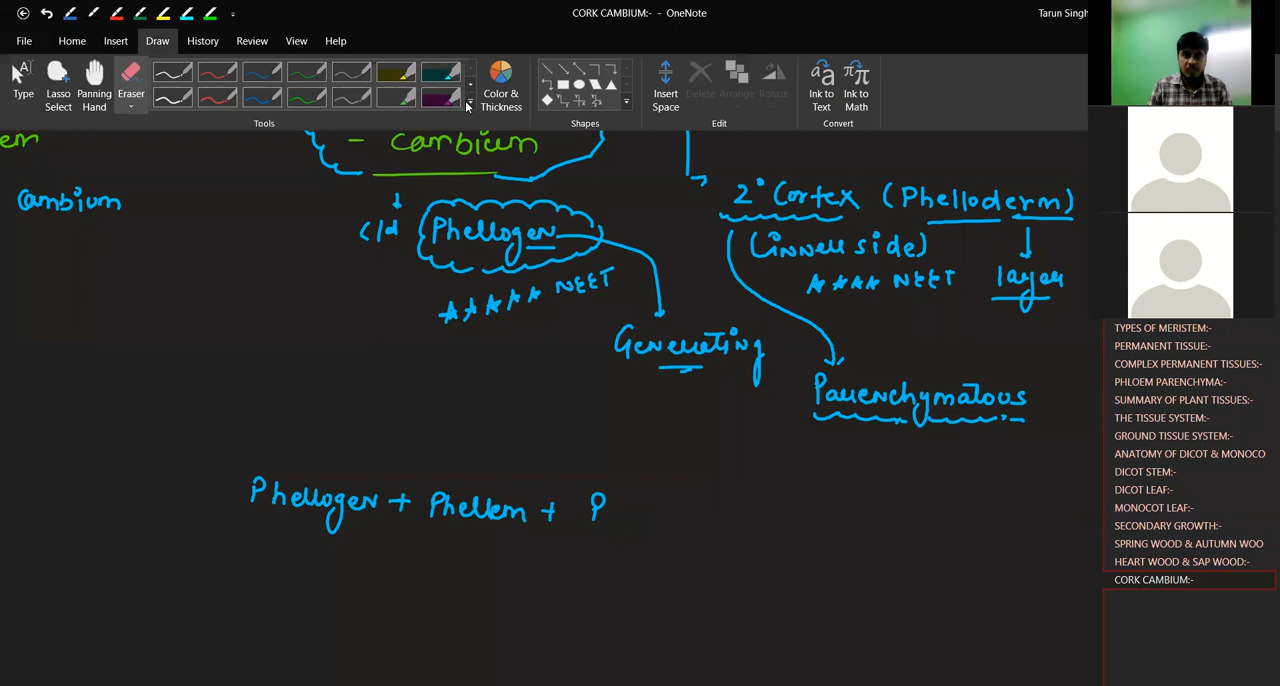 CORK CAMBIUM:- - OneNote
Tarun Singh
File Home Insert Draw History Review View Help
Type
Lasso Select
Panning Hand
Eraser
Color & Thickness
Insert Space
Delete
Arrange
Rotate
Ink to Text
Ink to Math
Tools
Shapes
Edit
Convert
em
- Cambium
Cambium
c/d Phellogen
***** NEET
Generating
2° Cortex (Phelloderm)
(inner side)
**** NEET
layer
Parenchymatous
Phellogen + Phellem + P
TYPES OF MERISTEM:-
PERMANENT TISSUE:-
COMPLEX PERMANENT TISSUES:-
PHLOEM PARENCHYMA:-
SUMMARY OF PLANT TISSUES:-
THE TISSUE SYSTEM:-
GROUND TISSUE SYSTEM:-
ANATOMY OF DICOT & MONOCO
DICOT STEM:-
DICOT LEAF:-
MONOCOT LEAF:-
SECONDARY GROWTH:-
SPRING WOOD & AUTUMN WOO
HEART WOOD & SAP WOOD:-
CORK CAMBIUM:-